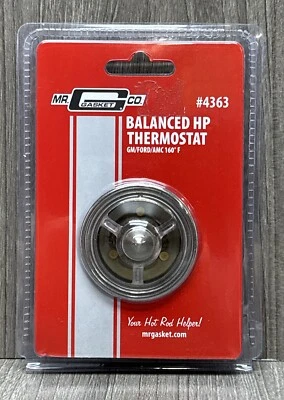 MR. GASKET CO.
#4363
BALANCED HP
THERMOSTAT
GM/FORD/AMC 160° F
Your Hot Rod Helper!
mrgasket.com